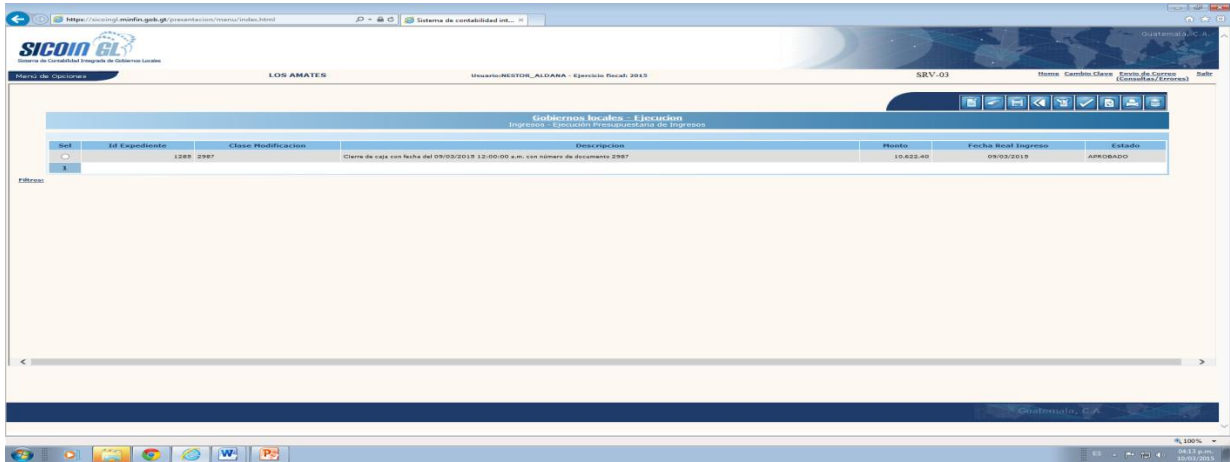 https://sicoingl.minfin.gob.gt/presentacion/menu/index.html
Sistema de contabilidad int...
SICOIN GL
Sistema de Contabilidad Integrada de Gobiernos Locales
Guatemala, C.A.
Menú de Opciones
LOS AMATES
Usuario:NESTOR_ALDANA - Ejercicio fiscal: 2015
SRV-03
Home Cambio Clave Envio de Correo (Consultas/Errores) Salir
Gobiernos locales - Ejecucion
Ingresos - Ejecución Presupuestaria de Ingresos
Sel Id Expediente Clase Modificacion Descripcion Monto Fecha Real Ingreso Estado
1285 2987 Cierre de caja con fecha del 09/03/2015 12:00:00 a.m. con número de documento 2987 10,622.40 09/03/2015 APROBADO
1
Filtros:
Guatemala, C.A.
100%
ES 04:13 p.m.
10/03/2015